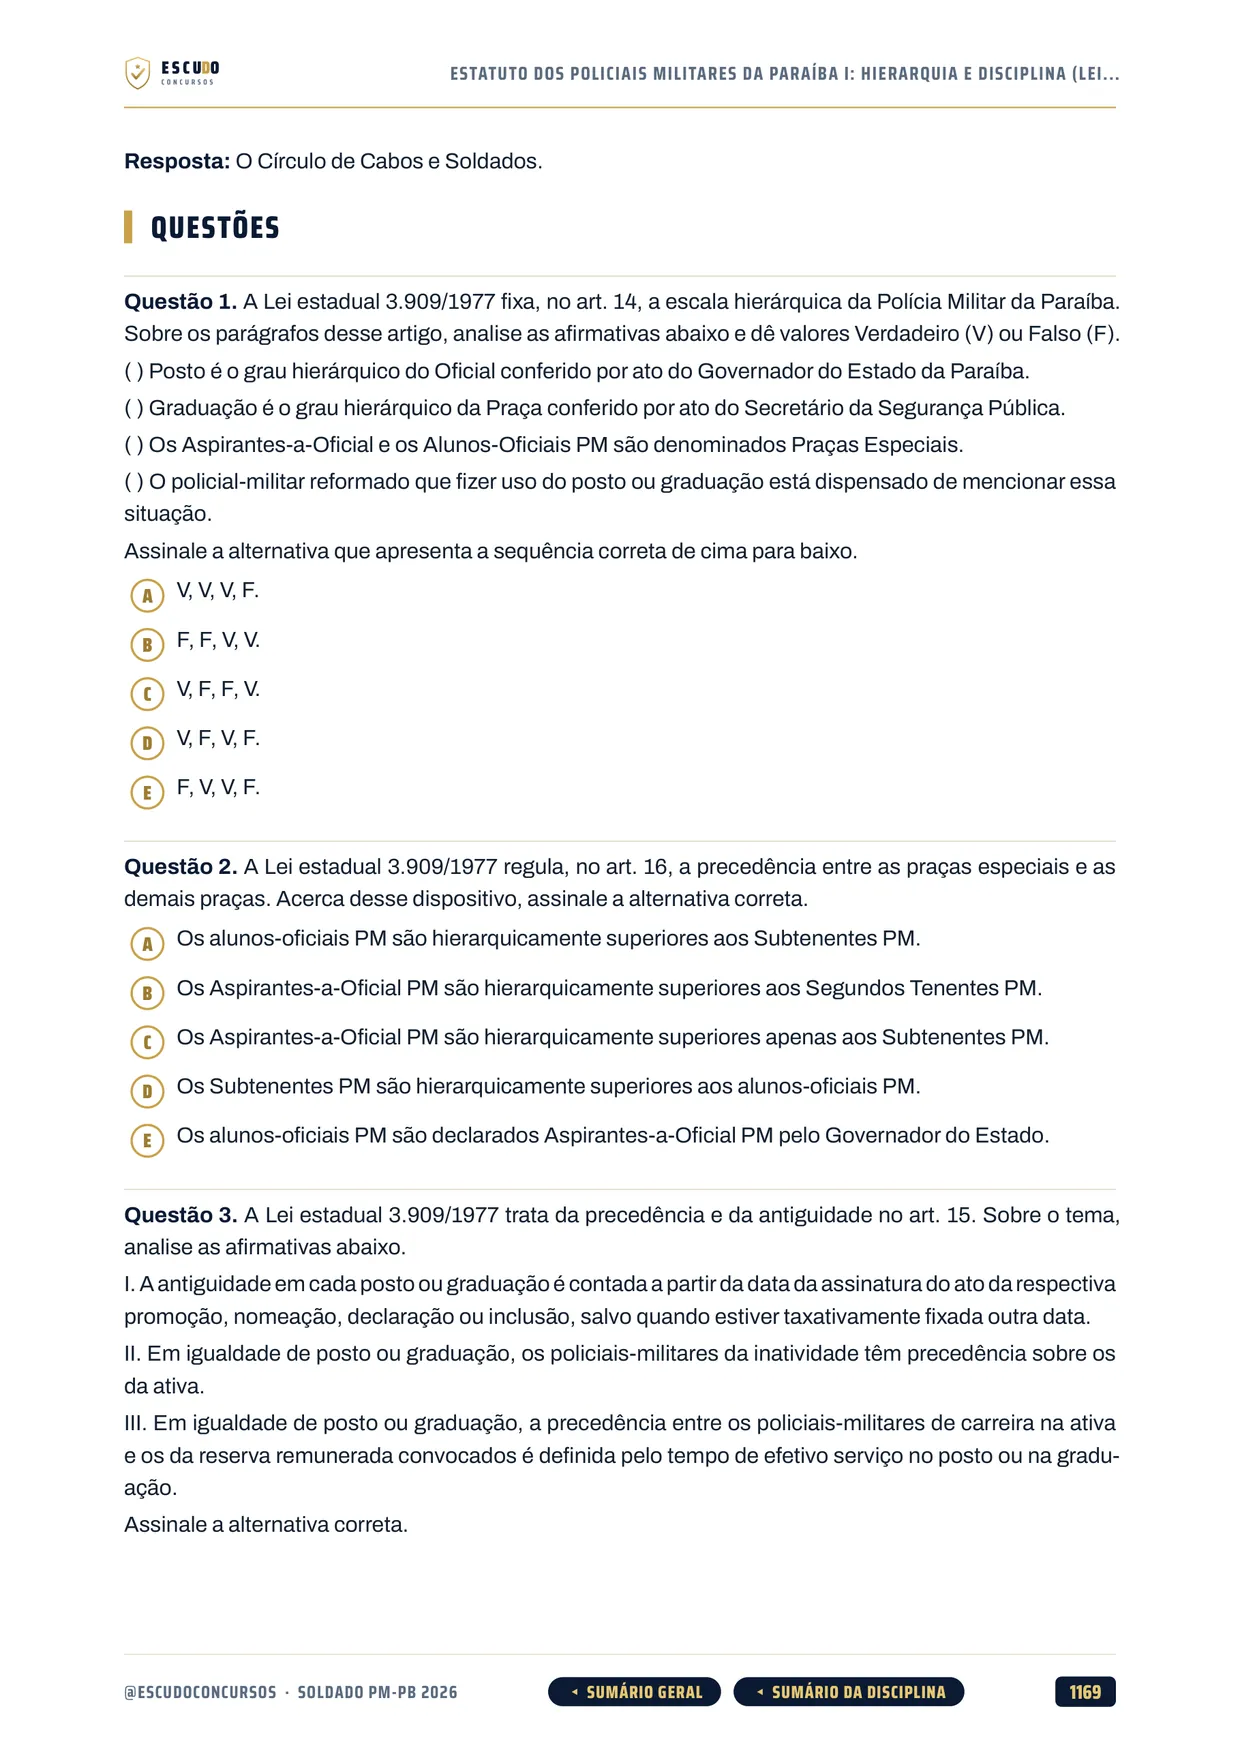 ESCUDO
CONCURSOS
ESTATUTO DOS POLICIAIS MILITARES DA PARAÍBA I: HIERARQUIA E DISCIPLINA (LEI...
Resposta: O Círculo de Cabos e Soldados.
QUESTÕES
Questão 1. A Lei estadual 3.909/1977 fixa, no art. 14, a escala hierárquica da Polícia Militar da Paraíba.
Sobre os parágrafos desse artigo, analise as afirmativas abaixo e dê valores Verdadeiro (V) ou Falso (F).
( ) Posto é o grau hierárquico do Oficial conferido por ato do Governador do Estado da Paraíba.
( ) Graduação é o grau hierárquico da Praça conferido por ato do Secretário da Segurança Pública.
( ) Os Aspirantes-a-Oficial e os Alunos-Oficiais PM são denominados Praças Especiais.
( ) O policial-militar reformado que fizer uso do posto ou graduação está dispensado de mencionar essa
situação.
Assinale a alternativa que apresenta a sequência correta de cima para baixo.
A V, V, V, F.
B F, F, V, V.
C V, F, F, V.
D V, F, V, F.
E F, V, V, F.
Questão 2. A Lei estadual 3.909/1977 regula, no art. 16, a precedência entre as praças especiais e as
demais praças. Acerca desse dispositivo, assinale a alternativa correta.
A Os alunos-oficiais PM são hierarquicamente superiores aos Subtenentes PM.
B Os Aspirantes-a-Oficial PM são hierarquicamente superiores aos Segundos Tenentes PM.
C Os Aspirantes-a-Oficial PM são hierarquicamente superiores apenas aos Subtenentes PM.
D Os Subtenentes PM são hierarquicamente superiores aos alunos-oficiais PM.
E Os alunos-oficiais PM são declarados Aspirantes-a-Oficial PM pelo Governador do Estado.
Questão 3. A Lei estadual 3.909/1977 trata da precedência e da antiguidade no art. 15. Sobre o tema,
analise as afirmativas abaixo.
I. A antiguidade em cada posto ou graduação é contada a partir da data da assinatura do ato da respectiva
promoção, nomeação, declaração ou inclusão, salvo quando estiver taxativamente fixada outra data.
II. Em igualdade de posto ou graduação, os policiais-militares da inatividade têm precedência sobre os
da ativa.
III. Em igualdade de posto ou graduação, a precedência entre os policiais-militares de carreira na ativa
e os da reserva remunerada convocados é definida pelo tempo de efetivo serviço no posto ou na gradu-
ação.
Assinale a alternativa correta.
@ESCUDOCONCURSOS · SOLDADO PM-PB 2026
SUMÁRIO GERAL
SUMÁRIO DA DISCIPLINA
1169